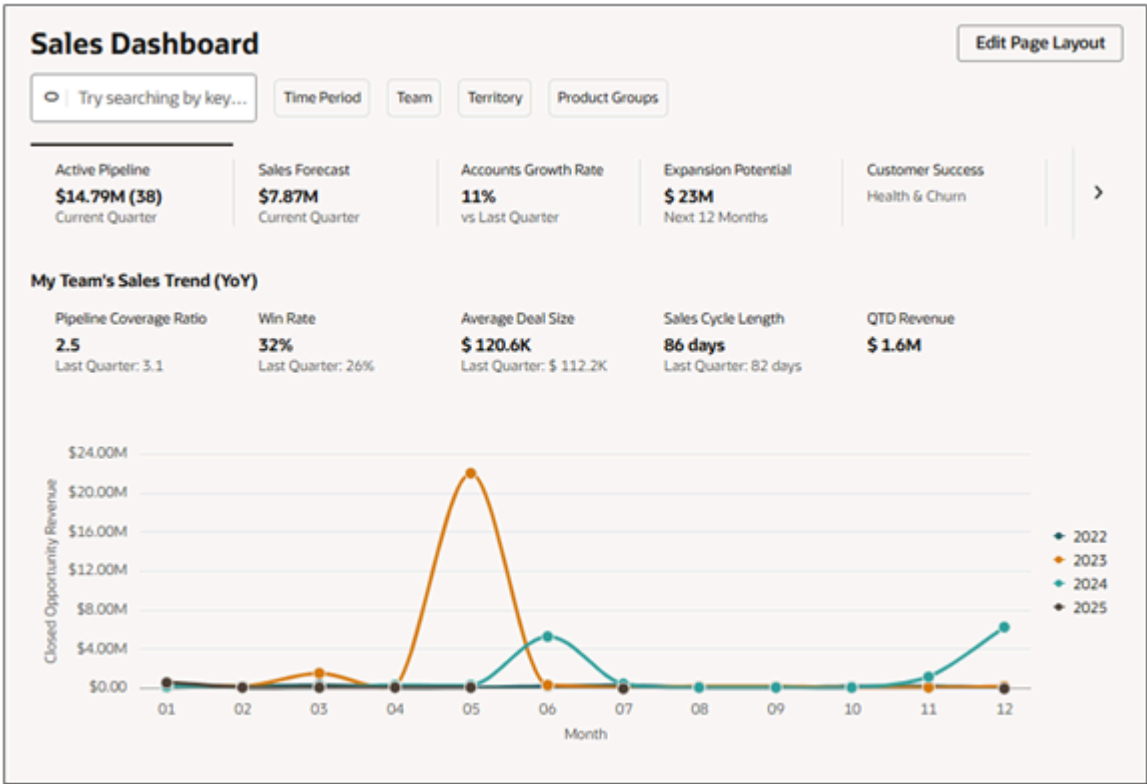 Sales Dashboard
Edit Page Layout
Try searching by key...
Time Period
Team
Territory
Product Groups
Active Pipeline
$14.79M (38)
Current Quarter
Sales Forecast
$7.87M
Current Quarter
Accounts Growth Rate
11%
vs Last Quarter
Expansion Potential
$ 23M
Next 12 Months
Customer Success
Health & Churn
My Team's Sales Trend (YoY)
Pipeline Coverage Ratio
2.5
Last Quarter: 3.1
Win Rate
32%
Last Quarter: 26%
Average Deal Size
$ 120.6K
Last Quarter: $ 112.2K
Sales Cycle Length
86 days
Last Quarter: 82 days
QTD Revenue
$ 1.6M
Closed Opportunity Revenue
$24.00M
$20.00M
$16.00M
$12.00M
$8.00M
$4.00M
$0.00
01 02 03 04 05 06 07 08 09 10 11 12
Month
2022
2023
2024
2025